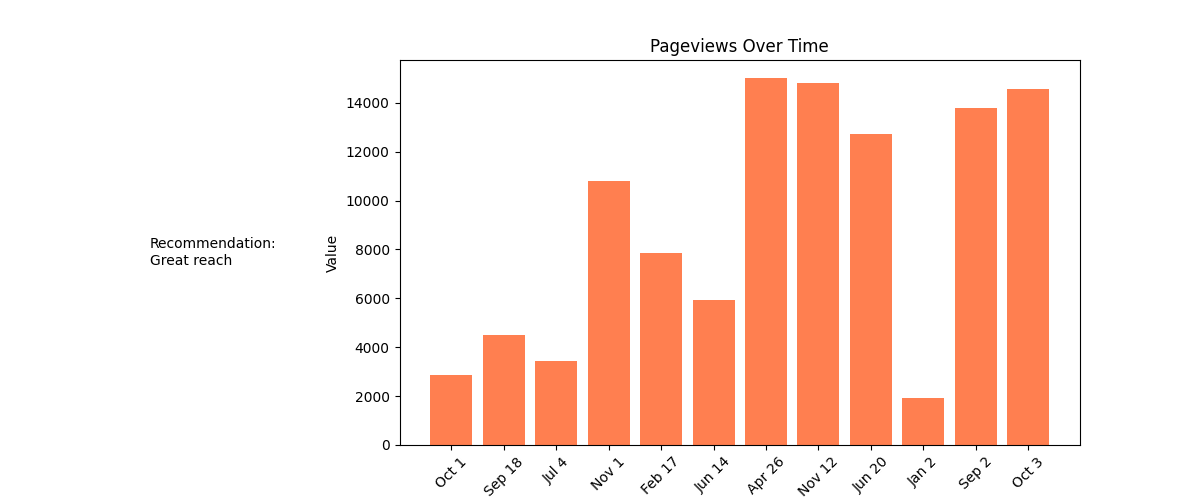 Pageviews Over Time
Recommendation:
Great reach
Value
14000
12000
10000
8000
6000
4000
2000
0
Oct 1
Sep 18
Jul 4
Nov 1
Feb 17
Jun 14
Apr 26
Nov 12
Jun 20
Jan 2
Sep 2
Oct 3